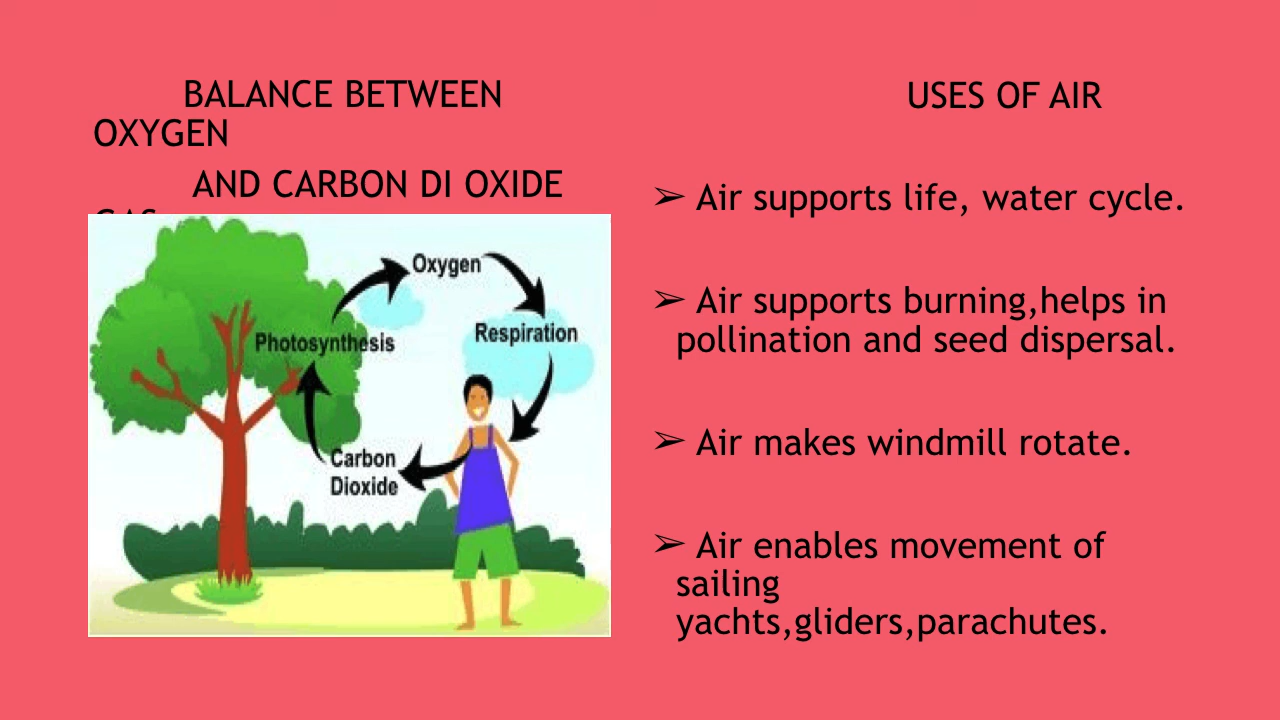 BALANCE BETWEEN
OXYGEN
AND CARBON DI OXIDE
USES OF AIR
➢ Air supports life, water cycle.
➢ Air supports burning,helps in
pollination and seed dispersal.
➢ Air makes windmill rotate.
➢ Air enables movement of
sailing
yachts,gliders,parachutes.
Oxygen
Photosynthesis
Respiration
Carbon
Dioxide